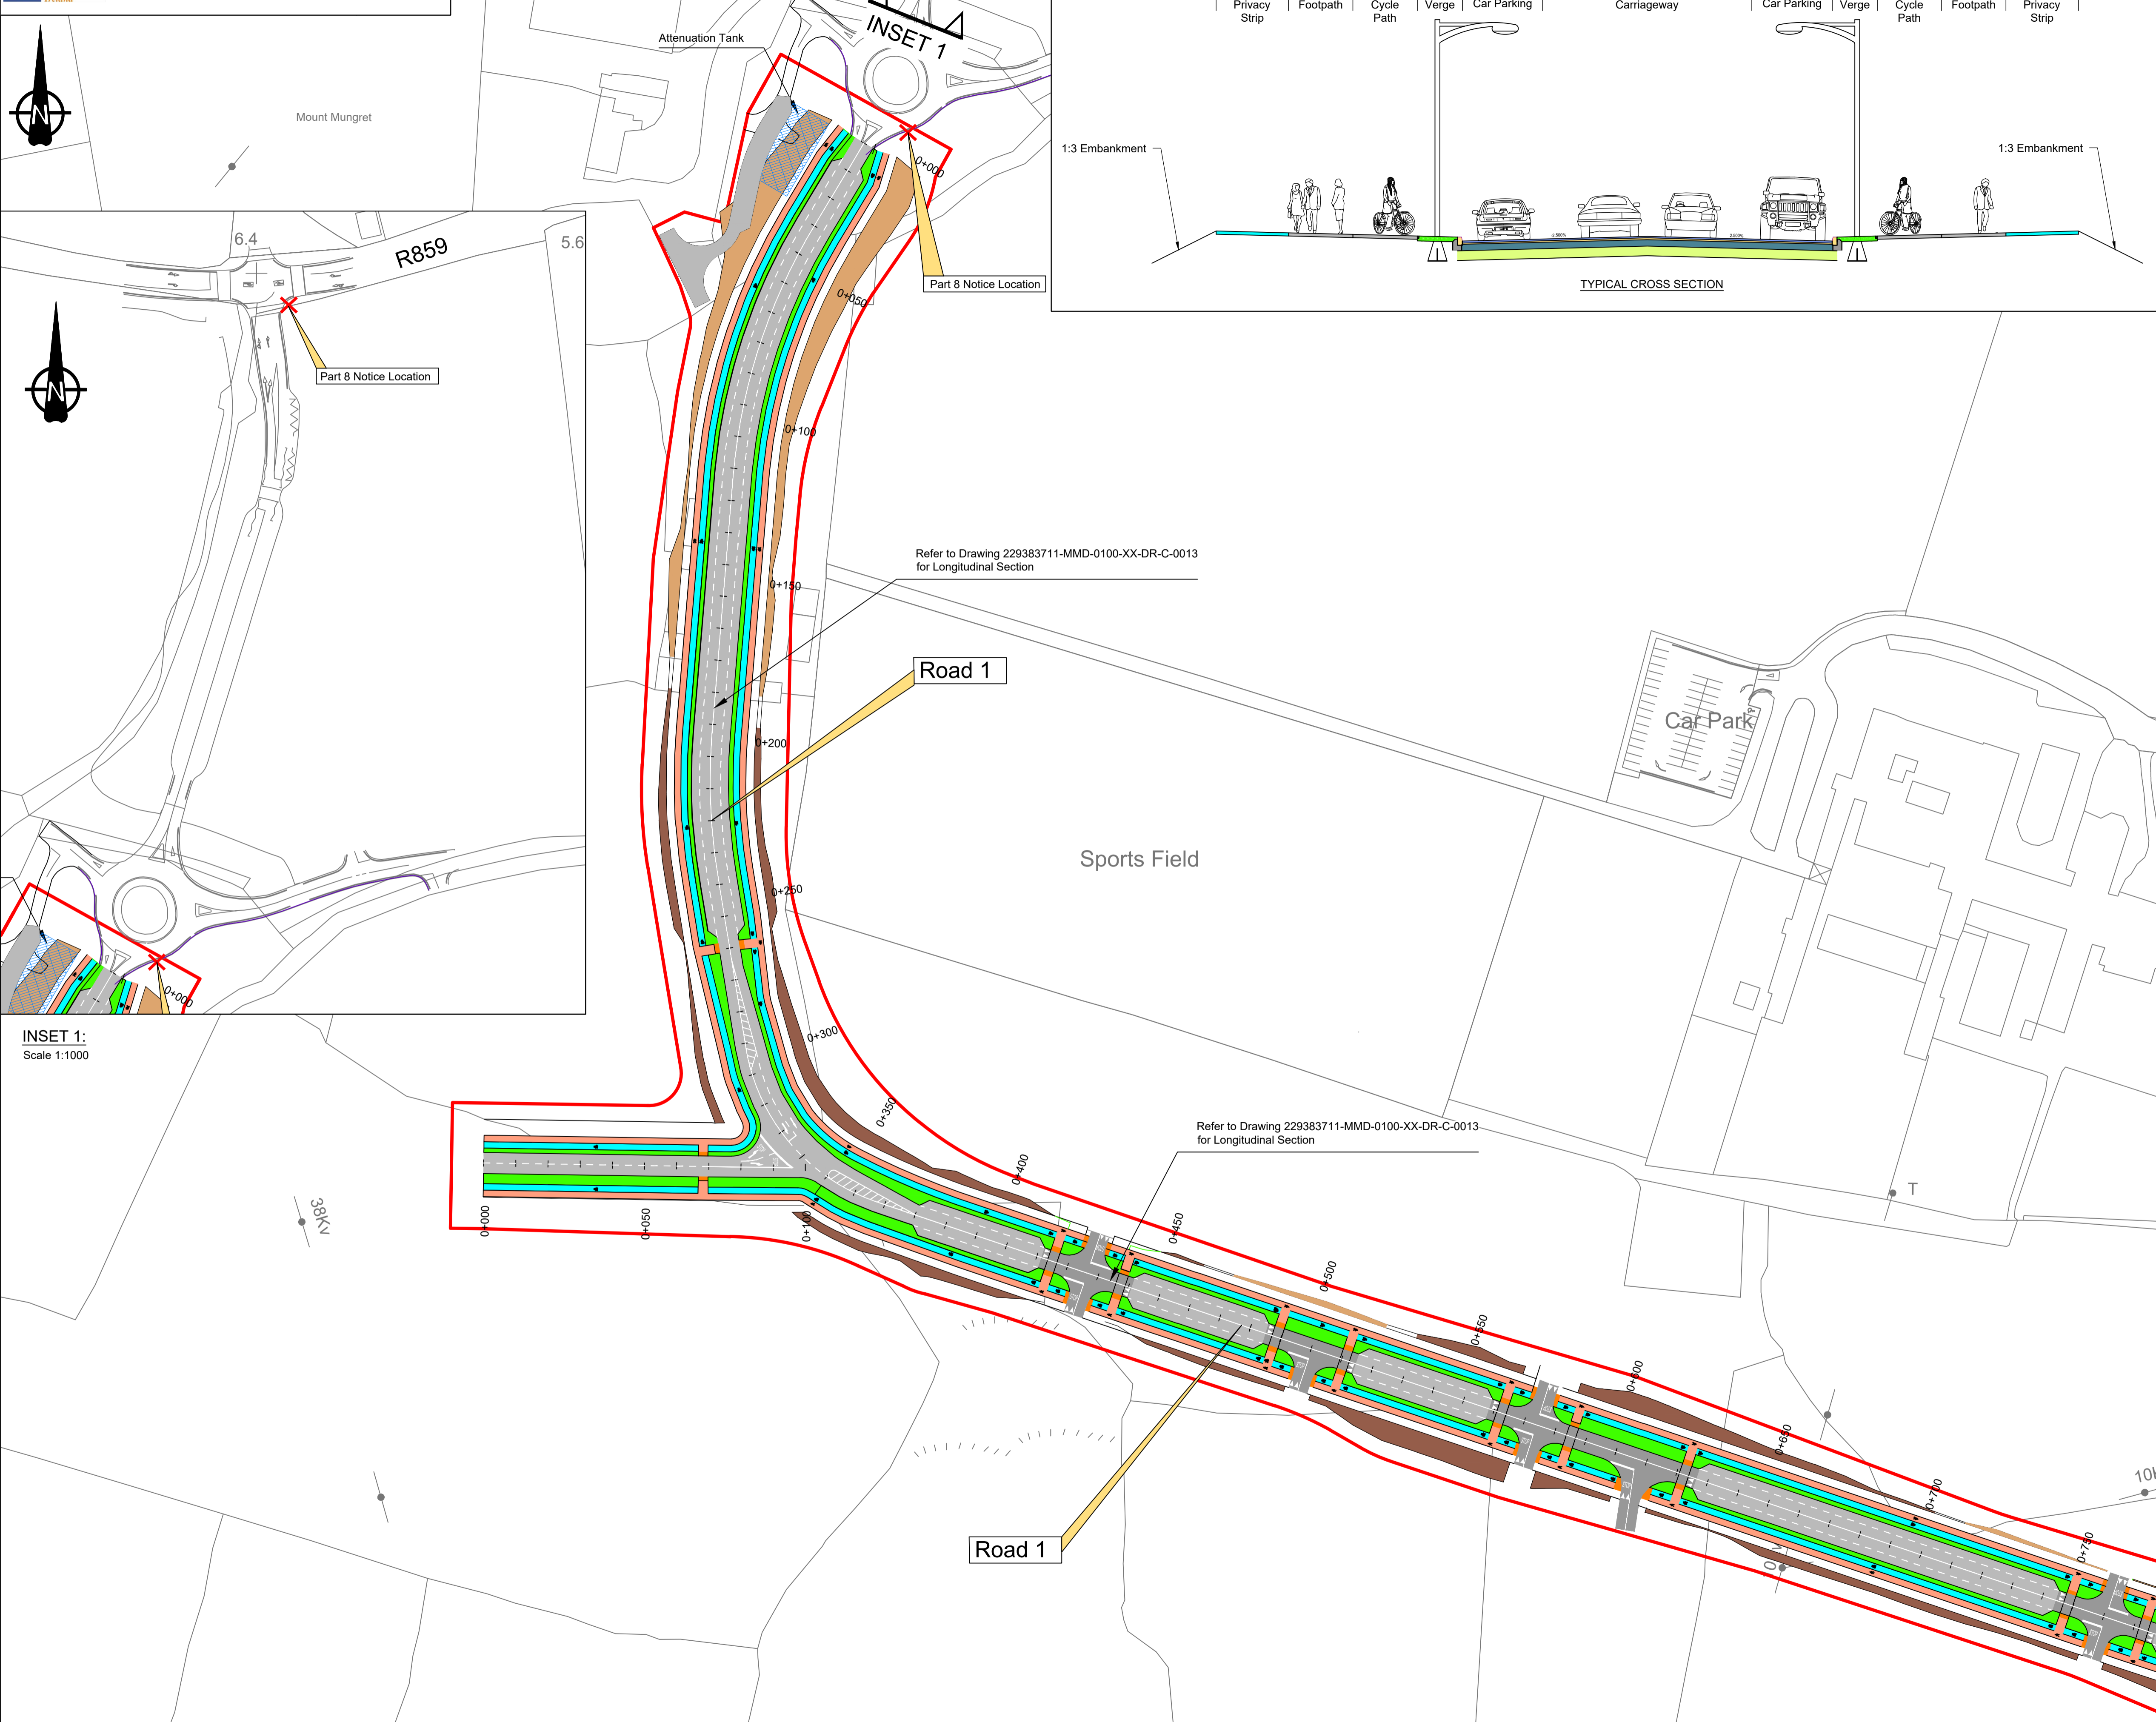 Privacy
Strip
Footpath
Cycle
Path
Verge
Car Parking
Carriageway
Car Parking
Verge
Cycle
Path
Footpath
Privacy
Strip
1:3 Embankment
1:3 Embankment
-2.500%
2.500%
TYPICAL CROSS SECTION
N
Mount Mungret
Attenuation Tank
INSET 1
0+000
Part 8 Notice Location
0+050
0+100
0+150
0+200
0+250
0+300
0+350
0+400
0+450
0+500
0+550
0+600
0+650
0+700
0+750
6.4
R859
5.6
N
Part 8 Notice Location
0+000
INSET 1:
Scale 1:1000
Refer to Drawing 229383711-MMD-0100-XX-DR-C-0013
for Longitudinal Section
Road 1
Car Park
Sports Field
Refer to Drawing 229383711-MMD-0100-XX-DR-C-0013
for Longitudinal Section
T
38Kv
0+000
0+050
0+100
Road 1